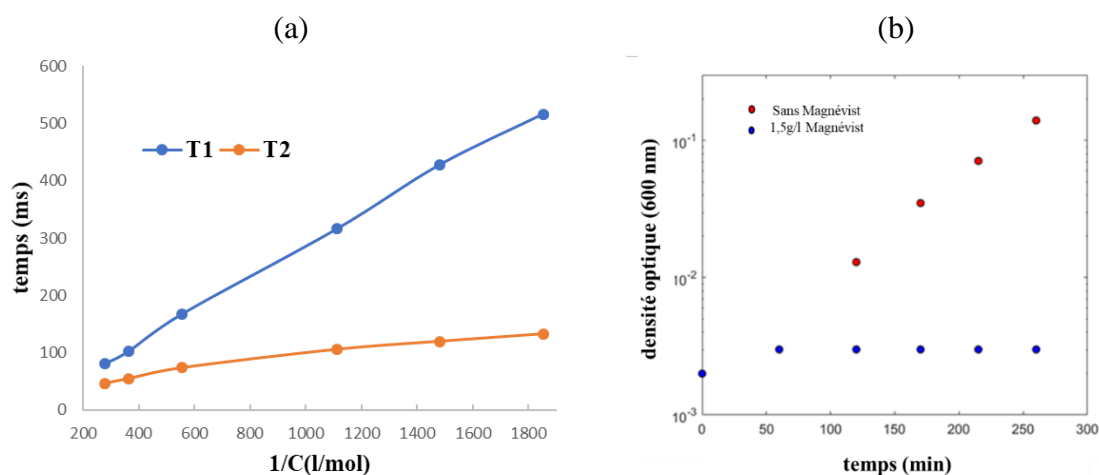 (a)
600
500
400
300
200
100
0
temps (ms)
T1 T2
200 400 600 800 1000 1200 1400 1600 1800
1/C(l/mol)
(b)
densité optique (600 nm)
10-1
10-2
10-3
Sans Magnévist
1,5g/l Magnévist
0 50 100 150 200 250 300
temps (min)